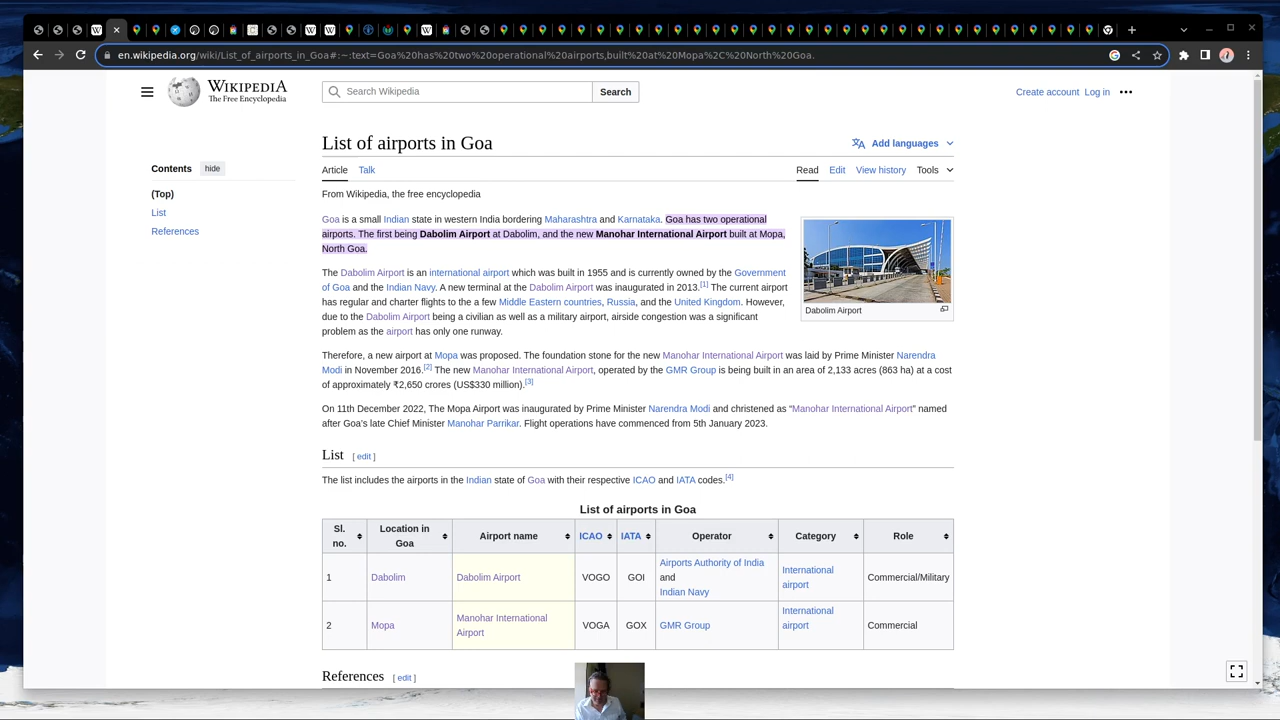 en.wikipedia.org/wiki/List_of_airports_in_Goa#:~:text=Goa%20has%20two%20operational%20airports,built%20at%20Mopa%2C%20North%20Goa.
WIKIPEDIA
The Free Encyclopedia
Search Wikipedia
Search
Create account Log in
Contents hide
(Top)
List
References
List of airports in Goa
Add languages
Article Talk
Read Edit View history Tools
From Wikipedia, the free encyclopedia
Goa is a small Indian state in western India bordering Maharashtra and Karnataka. Goa has two operational
airports. The first being Dabolim Airport at Dabolim, and the new Manohar International Airport built at Mopa,
North Goa.
Dabolim Airport
The Dabolim Airport is an international airport which was built in 1955 and is currently owned by the Government
of Goa and the Indian Navy. A new terminal at the Dabolim Airport was inaugurated in 2013.[1] The current airport
has regular and charter flights to the a few Middle Eastern countries, Russia, and the United Kingdom. However,
due to the Dabolim Airport being a civilian as well as a military airport, airside congestion was a significant
problem as the airport has only one runway.
Therefore, a new airport at Mopa was proposed. The foundation stone for the new Manohar International Airport was laid by Prime Minister Narendra
Modi in November 2016.[2] The new Manohar International Airport, operated by the GMR Group is being built in an area of 2,133 acres (863 ha) at a cost
of approximately ₹2,650 crores (US$330 million).[3]
On 11th December 2022, The Mopa Airport was inaugurated by Prime Minister Narendra Modi and christened as “Manohar International Airport” named
after Goa's late Chief Minister Manohar Parrikar. Flight operations have commenced from 5th January 2023.
List [ edit ]
The list includes the airports in the Indian state of Goa with their respective ICAO and IATA codes.[4]
List of airports in Goa
Sl. no. Location in Goa Airport name ICAO IATA Operator Category Role
1 Dabolim Dabolim Airport VOGO GOI Airports Authority of India and Indian Navy International airport Commercial/Military
2 Mopa Manohar International Airport VOGA GOX GMR Group International airport Commercial
References [ edit ]